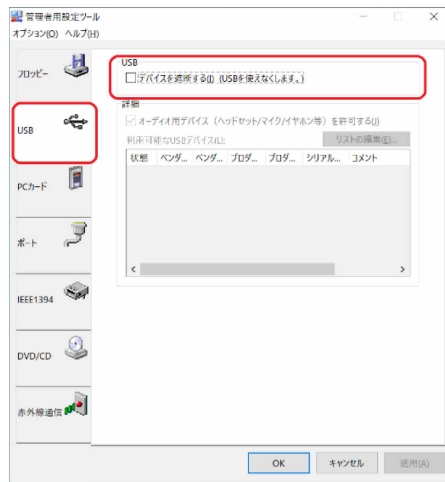 管理者用設定ツール
オプション(O) ヘルプ(H)
フロッピー
USB
PCカード
ポート
IEEE1394
DVD/CD
赤外線通信
USB
デバイスを遮断する(I) (USBを使えなくします。)
詳細
オーディオ用デバイス(ヘッドセット/マイク/イヤホン等)を許可する(J)
利用可能なUSBデバイス(L):
リストの編集(E)...
状態 ベンダ... ベンダ... プロダ... プロダ... シリアル... コメント
OK キャンセル 適用(A)